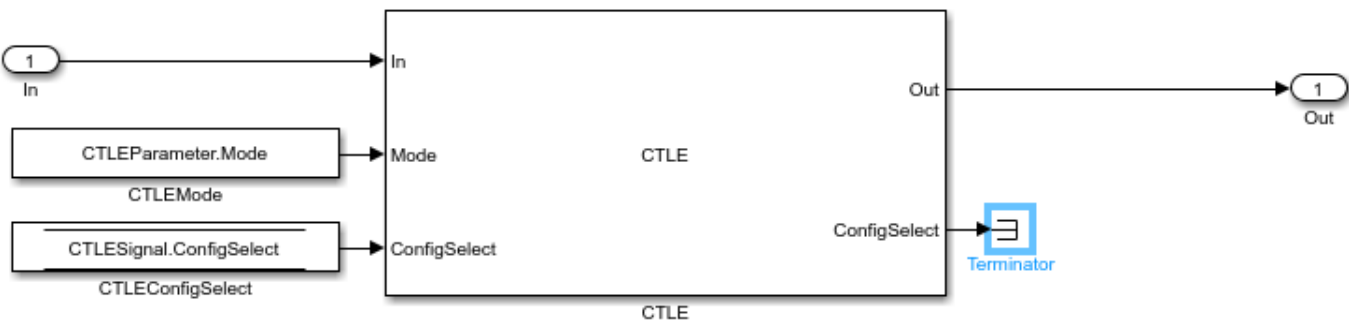 1
In
CTLEParameter.Mode
CTLEMode
CTLESignal.ConfigSelect
CTLEConfigSelect
In
Mode
ConfigSelect
CTLE
Out
ConfigSelect
CTLE
Terminator
1
Out